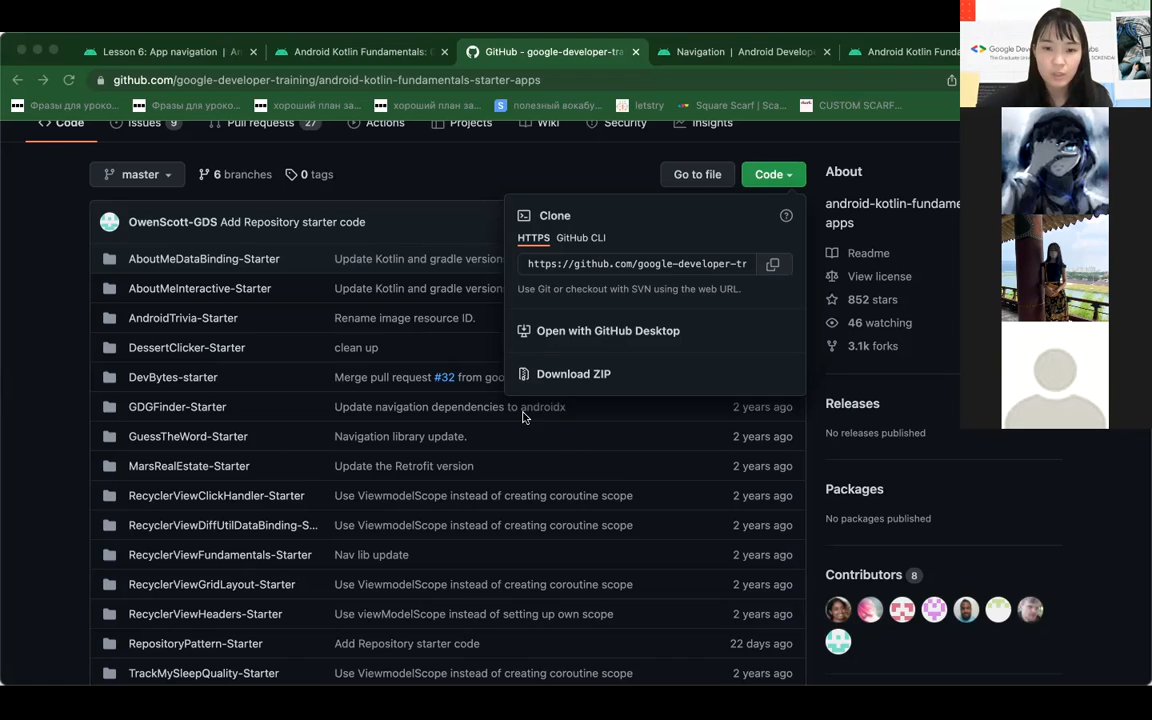 Lesson 6: App navigation | An
Android Kotlin Fundamentals:
GitHub - google-developer-tra
Navigation | Android Develop
Android Kotlin Funda
github.com/google-developer-training/android-kotlin-fundamentals-starter-apps
Фразы для уроко...
Фразы для уроко...
хороший план за...
хороший план за...
полезный вокабу...
letstry
Square Scarf | Sca...
CUSTOM SCARF...
Google Dev
The Graduate Univ
SOKENDAI
Code
Issues 9
Pull requests 27
Actions
Projects
Wiki
Security
Insights
master
6 branches
0 tags
Go to file
Code
OwenScott-GDS Add Repository starter code
AboutMeDataBinding-Starter Update Kotlin and gradle version
AboutMeInteractive-Starter Update Kotlin and gradle version
AndroidTrivia-Starter Rename image resource ID.
DessertClicker-Starter clean up
DevBytes-starter Merge pull request #32 from goo
GDGFinder-Starter Update navigation dependencies to androidx 2 years ago
GuessTheWord-Starter Navigation library update. 2 years ago
MarsRealEstate-Starter Update the Retrofit version 2 years ago
RecyclerViewClickHandler-Starter Use ViewmodelScope instead of creating coroutine scope 2 years ago
RecyclerViewDiffUtilDataBinding-S... Use ViewmodelScope instead of creating coroutine scope 2 years ago
RecyclerViewFundamentals-Starter Nav lib update 2 years ago
RecyclerViewGridLayout-Starter Use ViewmodelScope instead of creating coroutine scope 2 years ago
RecyclerViewHeaders-Starter Use viewModelScope instead of setting up own scope 2 years ago
RepositoryPattern-Starter Add Repository starter code 22 days ago
TrackMySleepQuality-Starter Use ViewmodelScope instead of creating coroutine scope 2 years ago
Clone
HTTPS GitHub CLI
https://github.com/google-developer-tr
Use Git or checkout with SVN using the web URL.
Open with GitHub Desktop
Download ZIP
About
android-kotlin-fundame
apps
Readme
View license
852 stars
46 watching
3.1k forks
Releases
No releases published
Packages
No packages published
Contributors 8